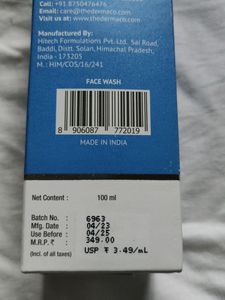 Call: +91 8750476476
Email: care@thedermaco.com
Visit us at: www.thedermaco.com
Manufactured By:
Hitech Formulations Pvt. Ltd. Sai Road,
Baddi, Distt. Solan, Himachal Pradesh,
India - 173205
M. : HIM/COS/16/241
FACE WASH
8 906087 772019
MADE IN INDIA
Net Content : 100 ml
Batch No. 6963
Mfg. Date 04/23
Use Before 04/25
M.R.P. ₹ 349.00
(Incl. of all taxes) USP ₹ 3.49/mL